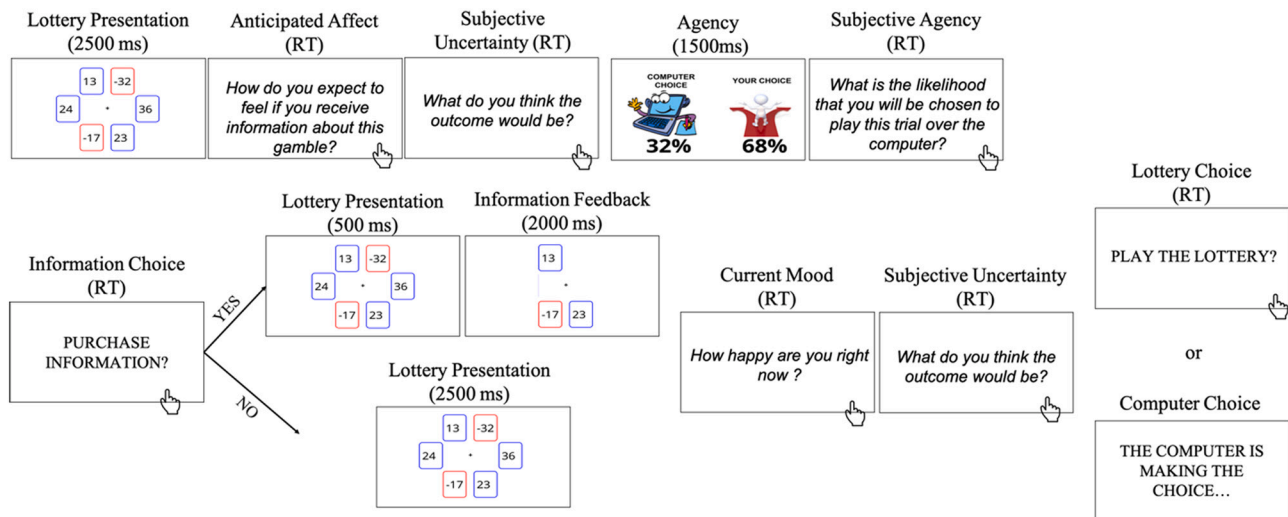 Lottery Presentation
(2500 ms)
13 -32
24 36
-17 23
Anticipated Affect
(RT)
How do you expect to
feel if you receive
information about this
gamble?
Subjective
Uncertainty (RT)
What do you think the
outcome would be?
Agency
(1500ms)
COMPUTER
CHOICE
32%
YOUR CHOICE
68%
Subjective Agency
(RT)
What is the likelihood
that you will be chosen to
play this trial over the
computer?
Information Choice
(RT)
PURCHASE
INFORMATION?
YES
Lottery Presentation
(500 ms)
13 -32
24 36
-17 23
Information Feedback
(2000 ms)
13
-17 23
NO
Lottery Presentation
(2500 ms)
13 -32
24 36
-17 23
Current Mood
(RT)
How happy are you right
now ?
Subjective Uncertainty
(RT)
What do you think the
outcome would be?
Lottery Choice
(RT)
PLAY THE LOTTERY?
or
Computer Choice
THE COMPUTER IS
MAKING THE
CHOICE...